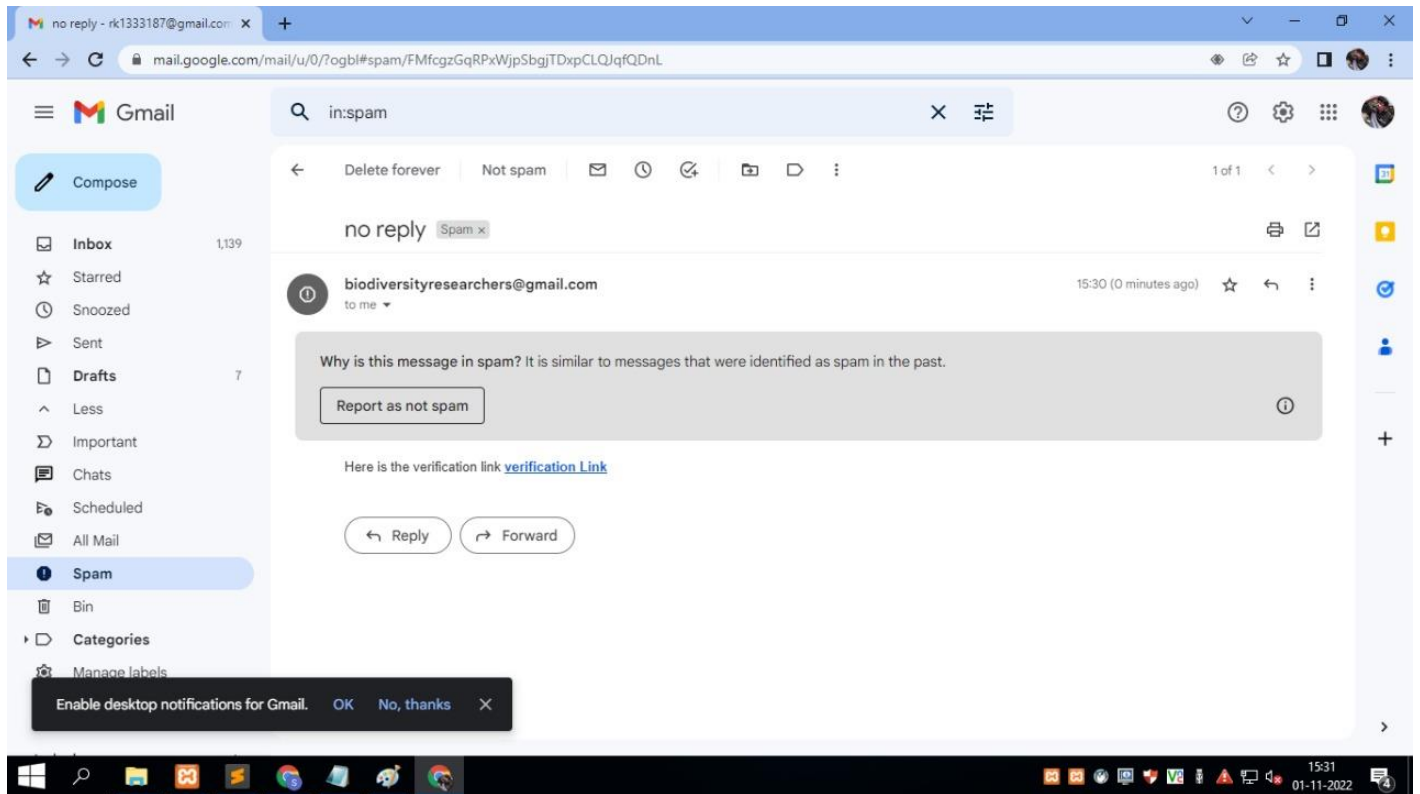 no reply - rk1333187@gmail.com
mail.google.com/mail/u/0/?ogbl#spam/FMfcgzGqRPxWjpSbgjTDxpCLQJqfQDnL
Gmail
in:spam
Compose
Delete forever
Not spam
1 of 1
31
no reply
Spam ×
Inbox 1,139
Starred
Snoozed
Sent
Drafts 7
Less
Important
Chats
Scheduled
All Mail
Spam
Bin
Categories
Manage labels
biodiversityresearchers@gmail.com
15:30 (0 minutes ago)
to me
Why is this message in spam? It is similar to messages that were identified as spam in the past.
Report as not spam
Here is the verification link verification Link
Reply
Forward
Enable desktop notifications for Gmail. OK No, thanks
15:31
01-11-2022
4